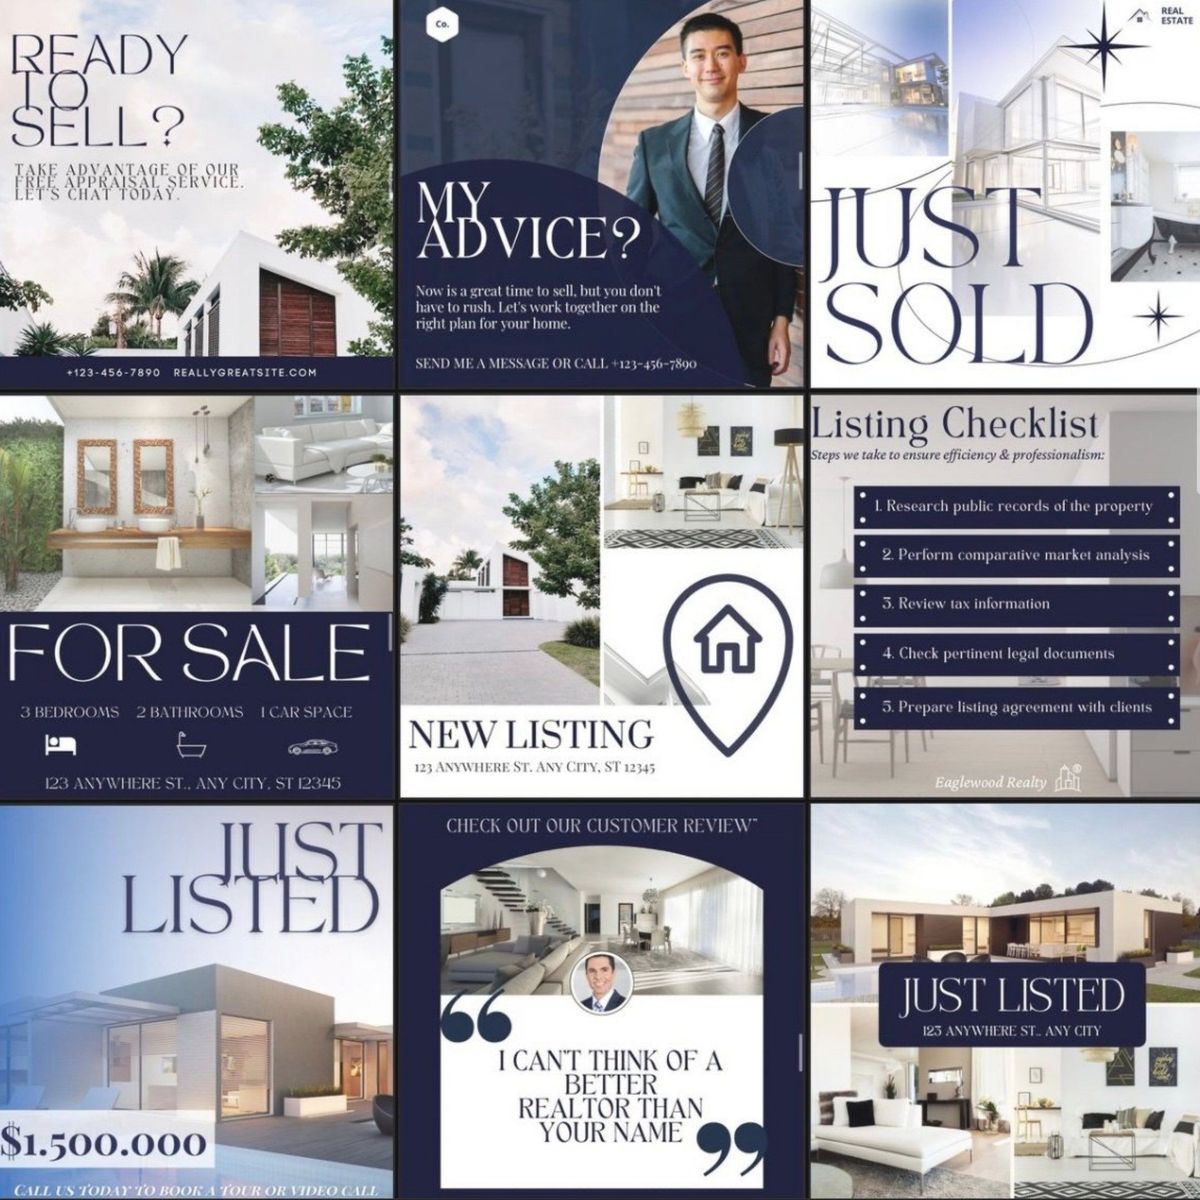 READY
TO
SELL?
TAKE ADVANTAGE OF OUR
FREE APPRAISAL SERVICE.
LET'S CHAT TODAY.
+123-456-7890 REALLYGREATSITE.COM
Co.
MY
ADVICE?
Now is a great time to sell, but you don't
have to rush. Let's work together on the
right plan for your home.
SEND ME A MESSAGE OR CALL +123-456-7890
REAL
ESTATE
JUST
SOLD
FOR SALE
3 BEDROOMS 2 BATHROOMS 1 CAR SPACE
123 ANYWHERE ST., ANY CITY, ST 12345
NEW LISTING
123 ANYWHERE ST. ANY CITY, ST 12345
Listing Checklist
Steps we take to ensure efficiency & professionalism:
1. Research public records of the property
2. Perform comparative market analysis
3. Review tax information
4. Check pertinent legal documents
5. Prepare listing agreement with clients
Eaglewood Realty
JUST
LISTED
$1.500.000
CALL US TODAY TO BOOK A TOUR OR VIDEO CALL
CHECK OUT OUR CUSTOMER REVIEW"
“
I CAN'T THINK OF A
BETTER
REALTOR THAN
YOUR NAME
”
JUST LISTED
123 ANYWHERE ST.. ANY CITY